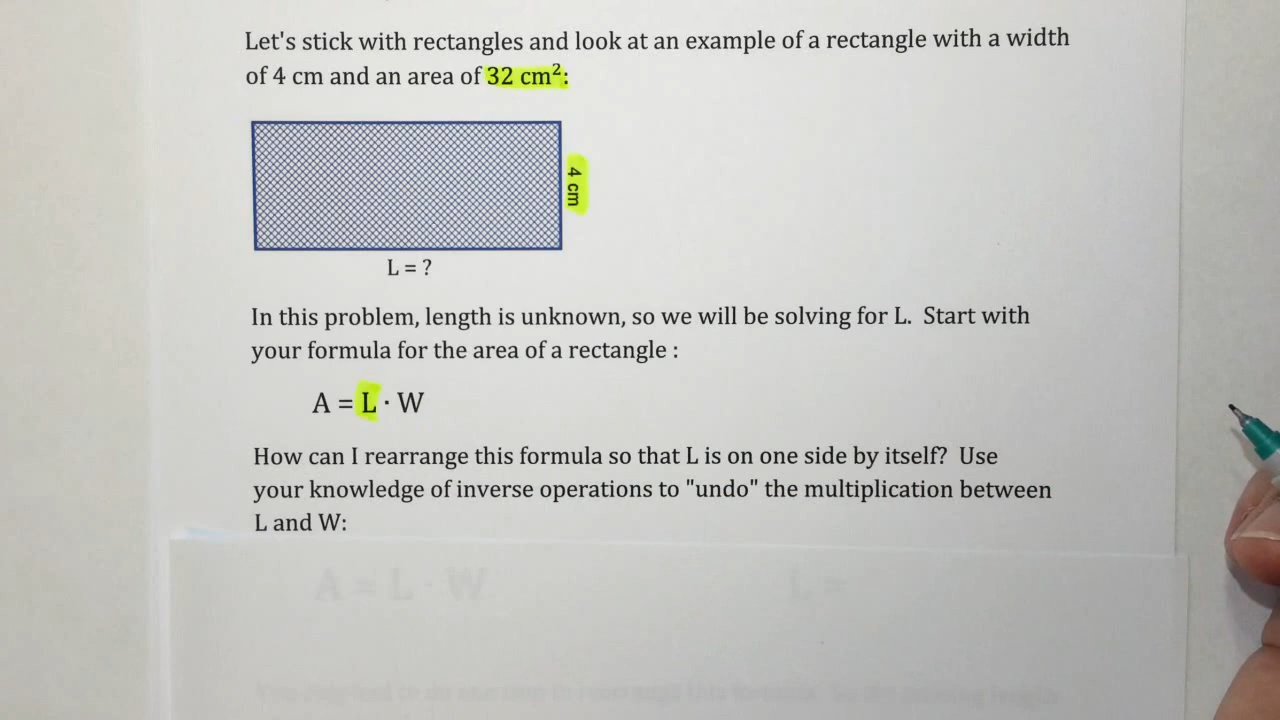 Let's stick with rectangles and look at an example of a rectangle with a width
of 4 cm and an area of 32 cm²:
4 cm
L = ?
In this problem, length is unknown, so we will be solving for L. Start with
your formula for the area of a rectangle :
A = L · W
How can I rearrange this formula so that L is on one side by itself? Use
your knowledge of inverse operations to "undo" the multiplication between
L and W:
A = L · W
L =